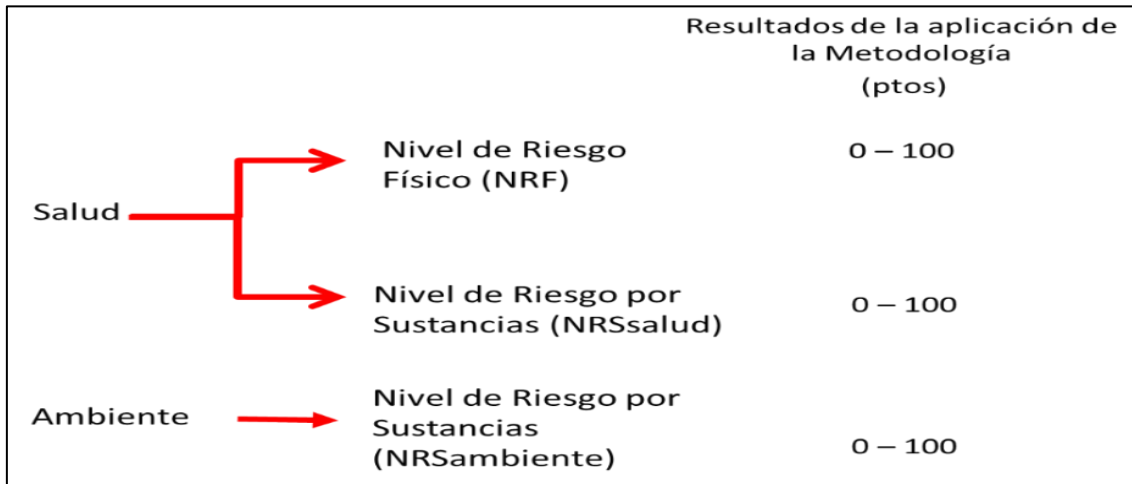 Resultados de la aplicación de
la Metodología
(ptos)
Salud
Nivel de Riesgo
Físico (NRF)
0 – 100
Nivel de Riesgo por
Sustancias (NRSsalud)
0 – 100
Ambiente
Nivel de Riesgo por
Sustancias
(NRSambiente)
0 – 100